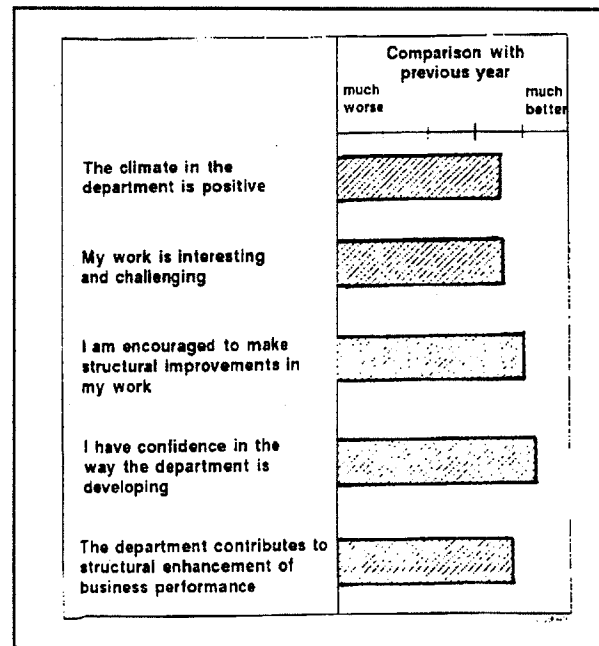 Comparison with
previous year
much
worse
much
better
The climate in the
department is positive
My work is interesting
and challenging
I am encouraged to make
structural improvements in
my work
I have confidence in the
way the department is
developing
The department contributes to
structural enhancement of
business performance